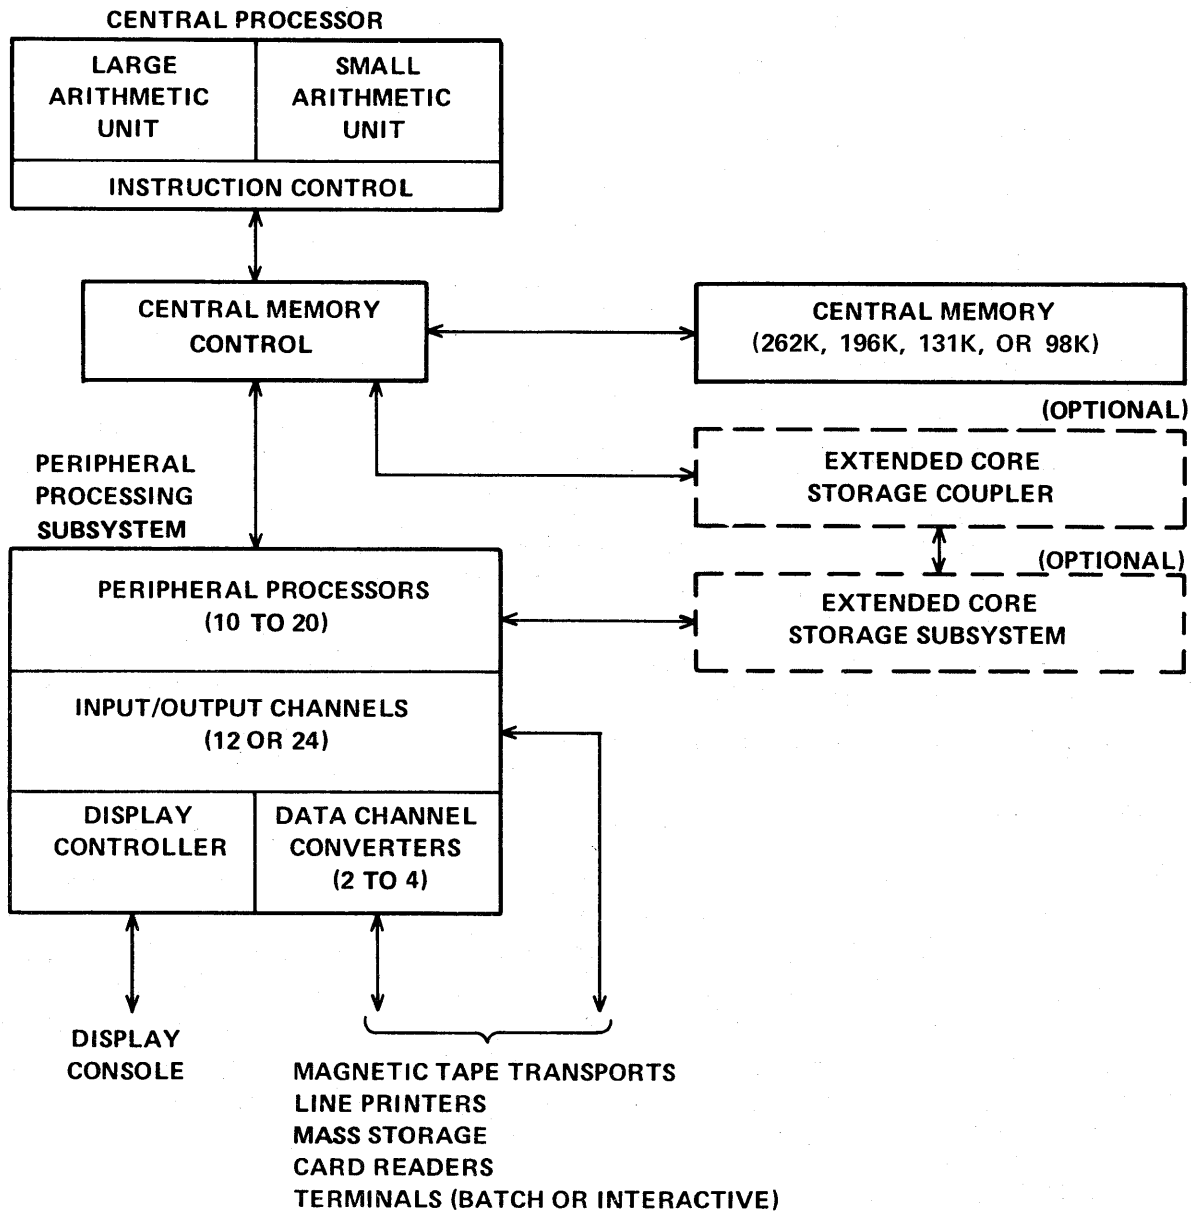 CENTRAL PROCESSOR
LARGE
ARITHMETIC
UNIT
SMALL
ARITHMETIC
UNIT
INSTRUCTION CONTROL
CENTRAL MEMORY
CONTROL
CENTRAL MEMORY
(262K, 196K, 131K, OR 98K)
(OPTIONAL)
EXTENDED CORE
STORAGE COUPLER
PERIPHERAL
PROCESSING
SUBSYSTEM
(OPTIONAL)
EXTENDED CORE
STORAGE SUBSYSTEM
PERIPHERAL PROCESSORS
(10 TO 20)
INPUT/OUTPUT CHANNELS
(12 OR 24)
DISPLAY
CONTROLLER
DATA CHANNEL
CONVERTERS
(2 TO 4)
DISPLAY
CONSOLE
MAGNETIC TAPE TRANSPORTS
LINE PRINTERS
MASS STORAGE
CARD READERS
TERMINALS (BATCH OR INTERACTIVE)